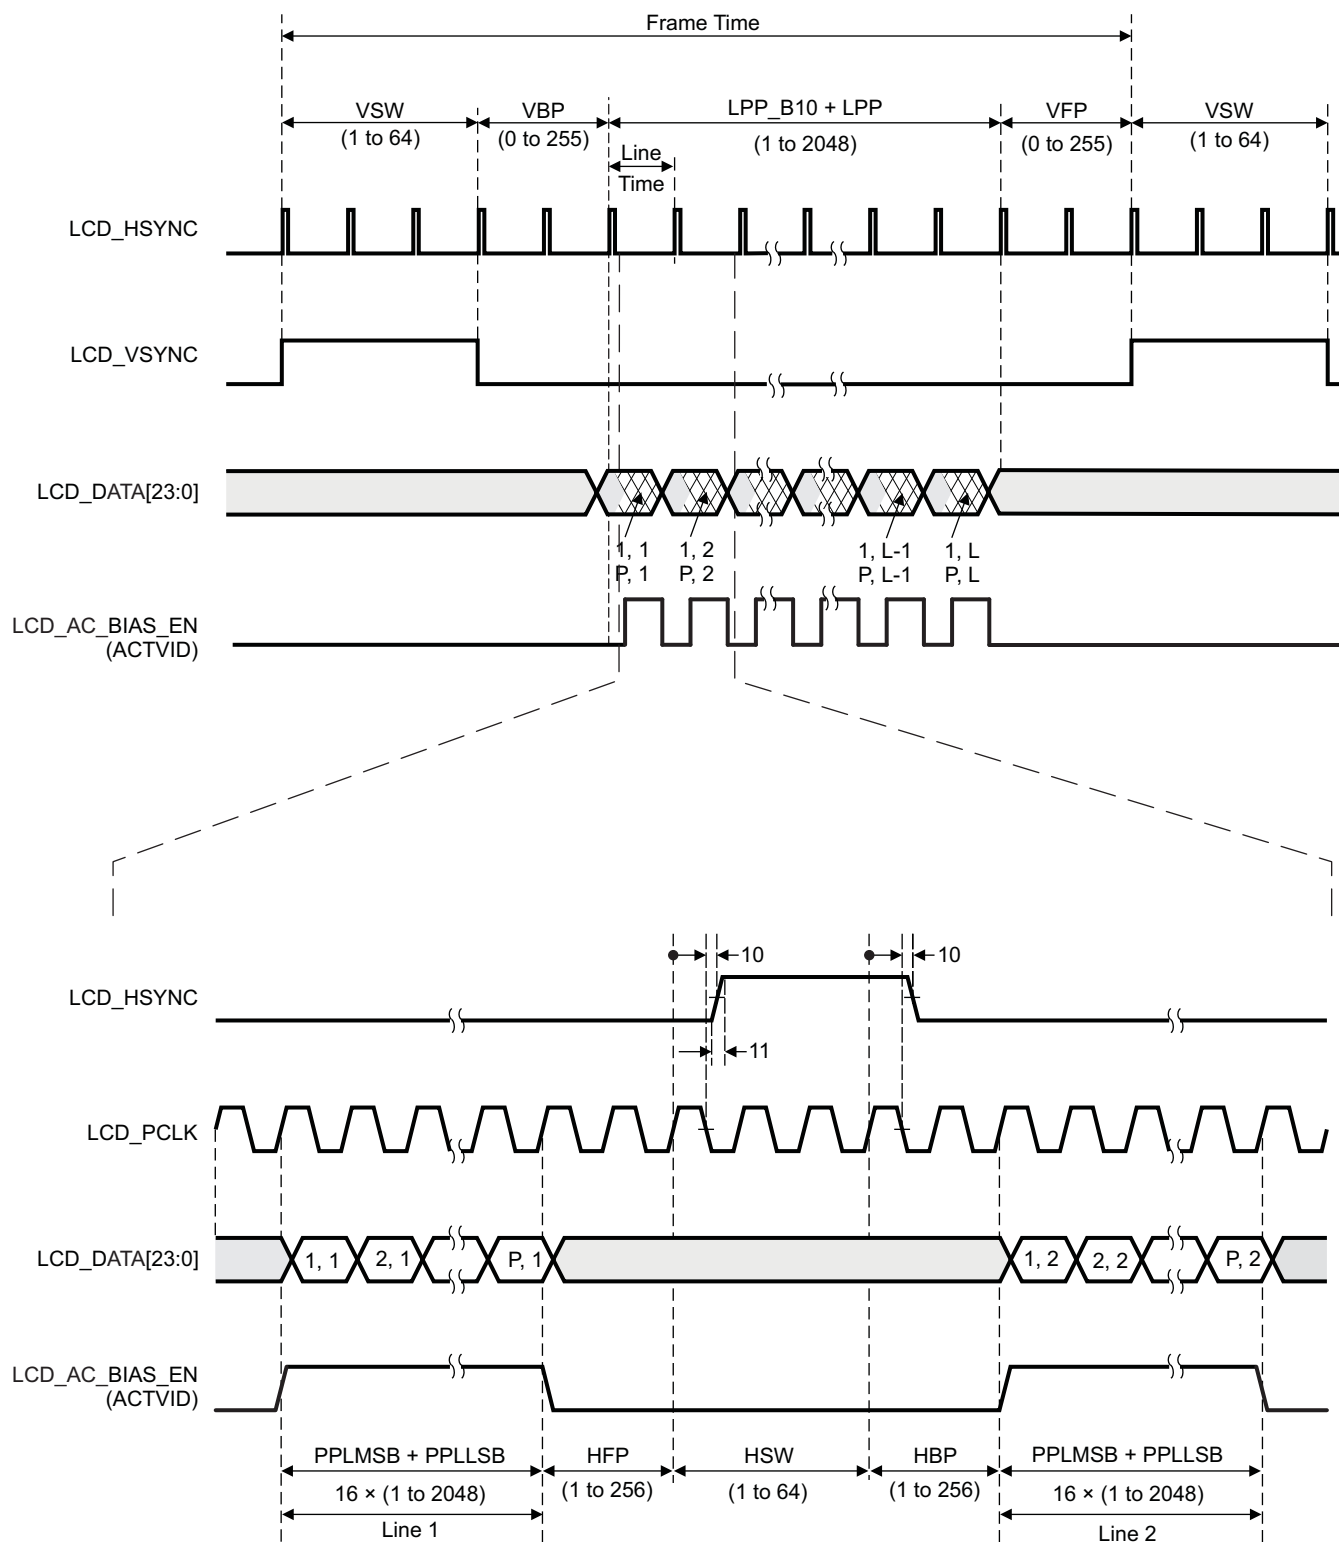 Frame Time
VSW
(1 to 64)
VBP
(0 to 255)
LPP_B10 + LPP
(1 to 2048)
VFP
(0 to 255)
VSW
(1 to 64)
Line
Time
LCD_HSYNC
LCD_VSYNC
LCD_DATA[23:0]
1, 1
P, 1
1, 2
P, 2
1, L-1
P, L-1
1, L
P, L
LCD_AC_BIAS_EN
(ACTVID)
10
10
LCD_HSYNC
11
LCD_PCLK
LCD_DATA[23:0]
1, 1
2, 1
P, 1
1, 2
2, 2
P, 2
LCD_AC_BIAS_EN
(ACTVID)
PPLMSB + PPLLSB
16 × (1 to 2048)
Line 1
HFP
(1 to 256)
HSW
(1 to 64)
HBP
(1 to 256)
PPLMSB + PPLLSB
16 × (1 to 2048)
Line 2